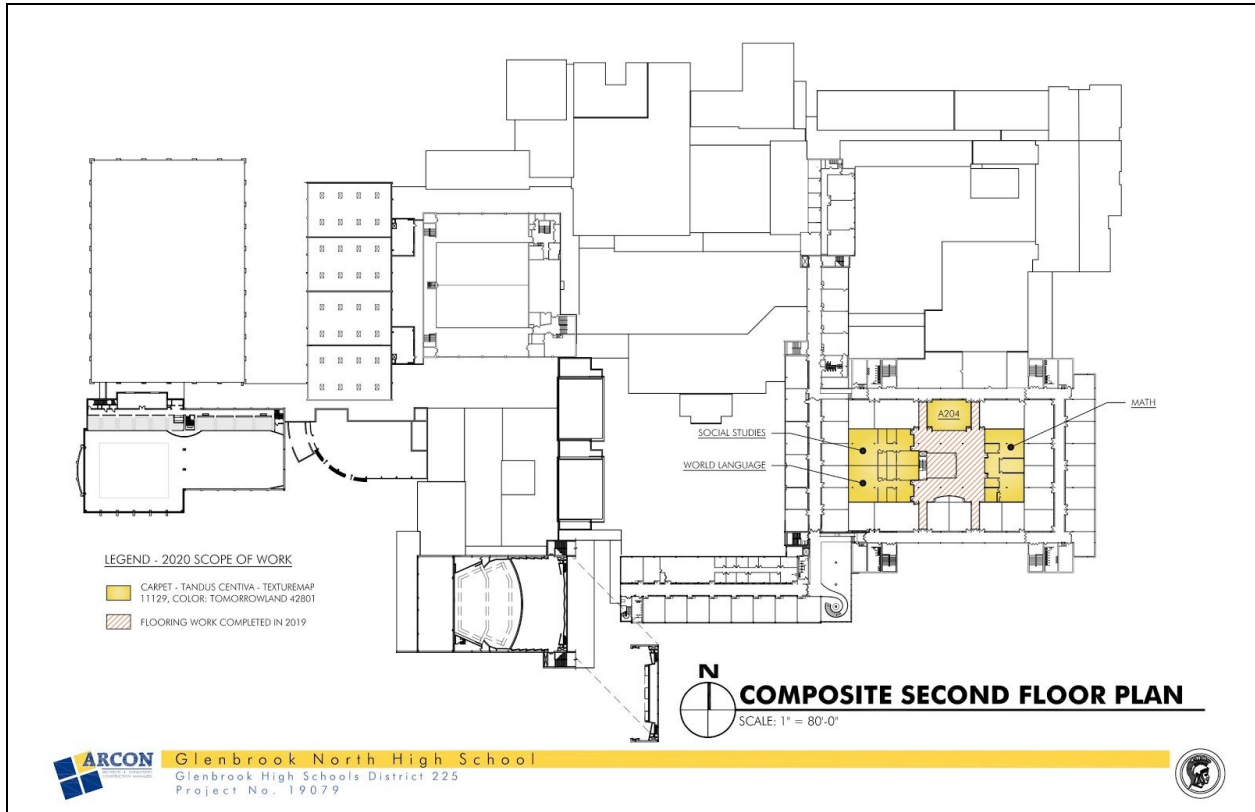 A204
MATH
SOCIAL STUDIES
WORLD LANGUAGE
LEGEND - 2020 SCOPE OF WORK
CARPET - TANDUS CENTIVA - TEXTUREMAP
11129, COLOR: TOMORROWLAND 42801
FLOORING WORK COMPLETED IN 2019
N
COMPOSITE SECOND FLOOR PLAN
SCALE: 1" = 80'-0"
ARCON
Glenbrook North High School
Glenbrook High Schools District 225
Project No. 19079